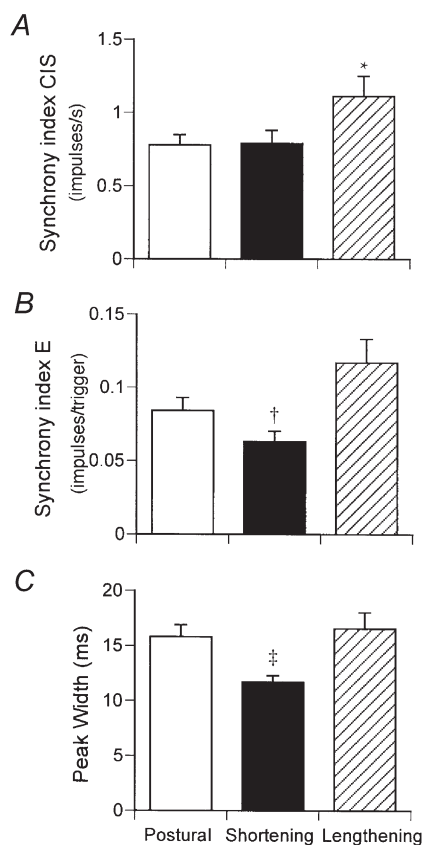 A
Synchrony index CIS
(impulses/s)
1.5
1
0.5
0
*
B
Synchrony index E
(impulses/trigger)
0.15
0.1
0.05
0
†
C
Peak Width (ms)
20
15
10
5
0
‡
Postural Shortening Lengthening